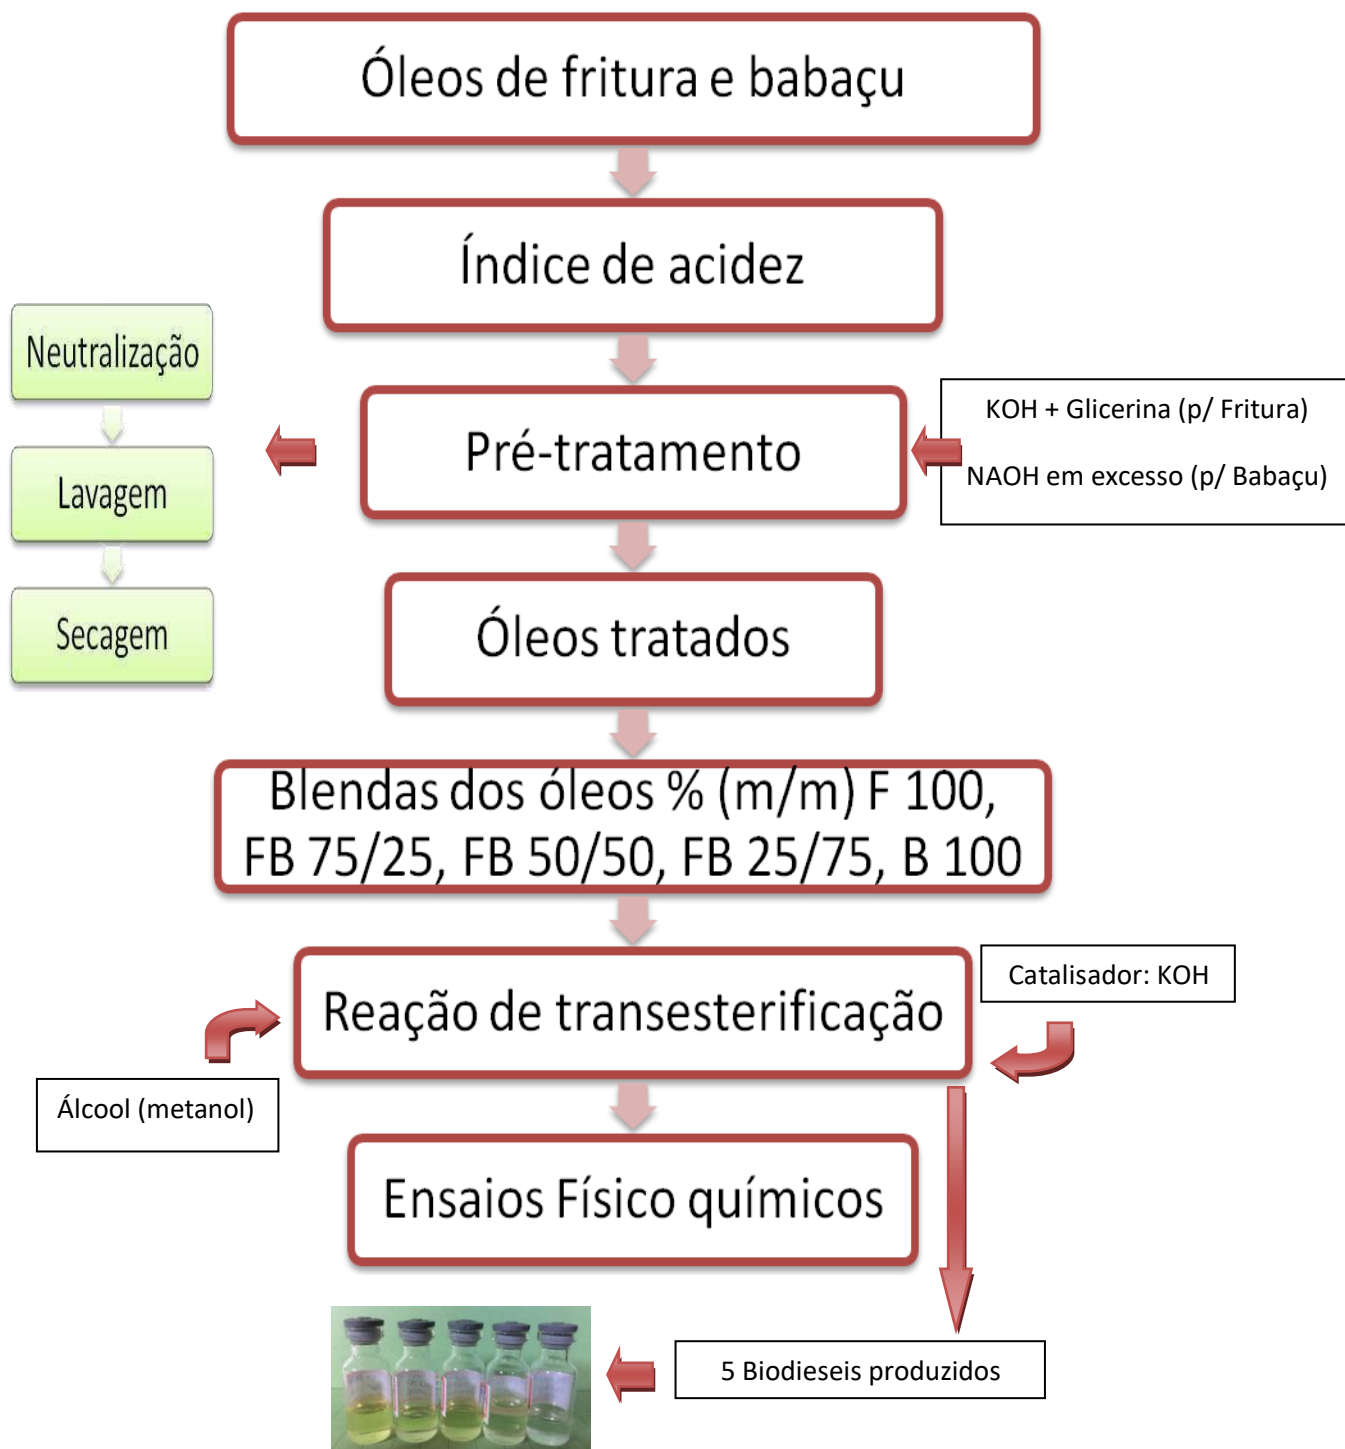 Óleos de fritura e babaçu
Índice de acidez
Neutralização
Lavagem
Secagem
Pré-tratamento
KOH + Glicerina (p/ Fritura)
NAOH em excesso (p/ Babaçu)
Óleos tratados
Blendas dos óleos % (m/m) F 100,
FB 75/25, FB 50/50, FB 25/75, B 100
Reação de transesterificação
Catalisador: KOH
Álcool (metanol)
Ensaios Físico químicos
5 Biodieseis produzidos